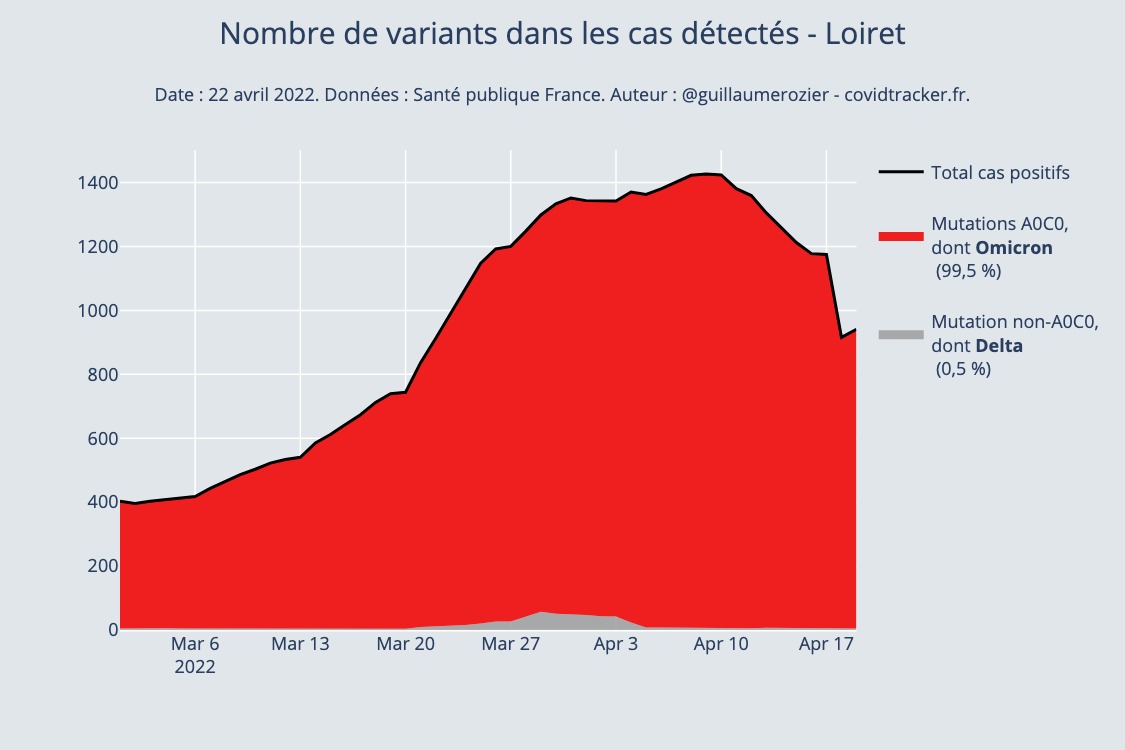 Nombre de variants dans les cas détectés - Loiret
Date : 22 avril 2022. Données : Santé publique France. Auteur : @guillaumerozier - covidtracker.fr.
1400
1200
1000
800
600
400
200
0
Mar 6
2022
Mar 13
Mar 20
Mar 27
Apr 3
Apr 10
Apr 17
Total cas positifs
Mutations A0C0,
dont Omicron
(99,5 %)
Mutation non-A0C0,
dont Delta
(0,5 %)